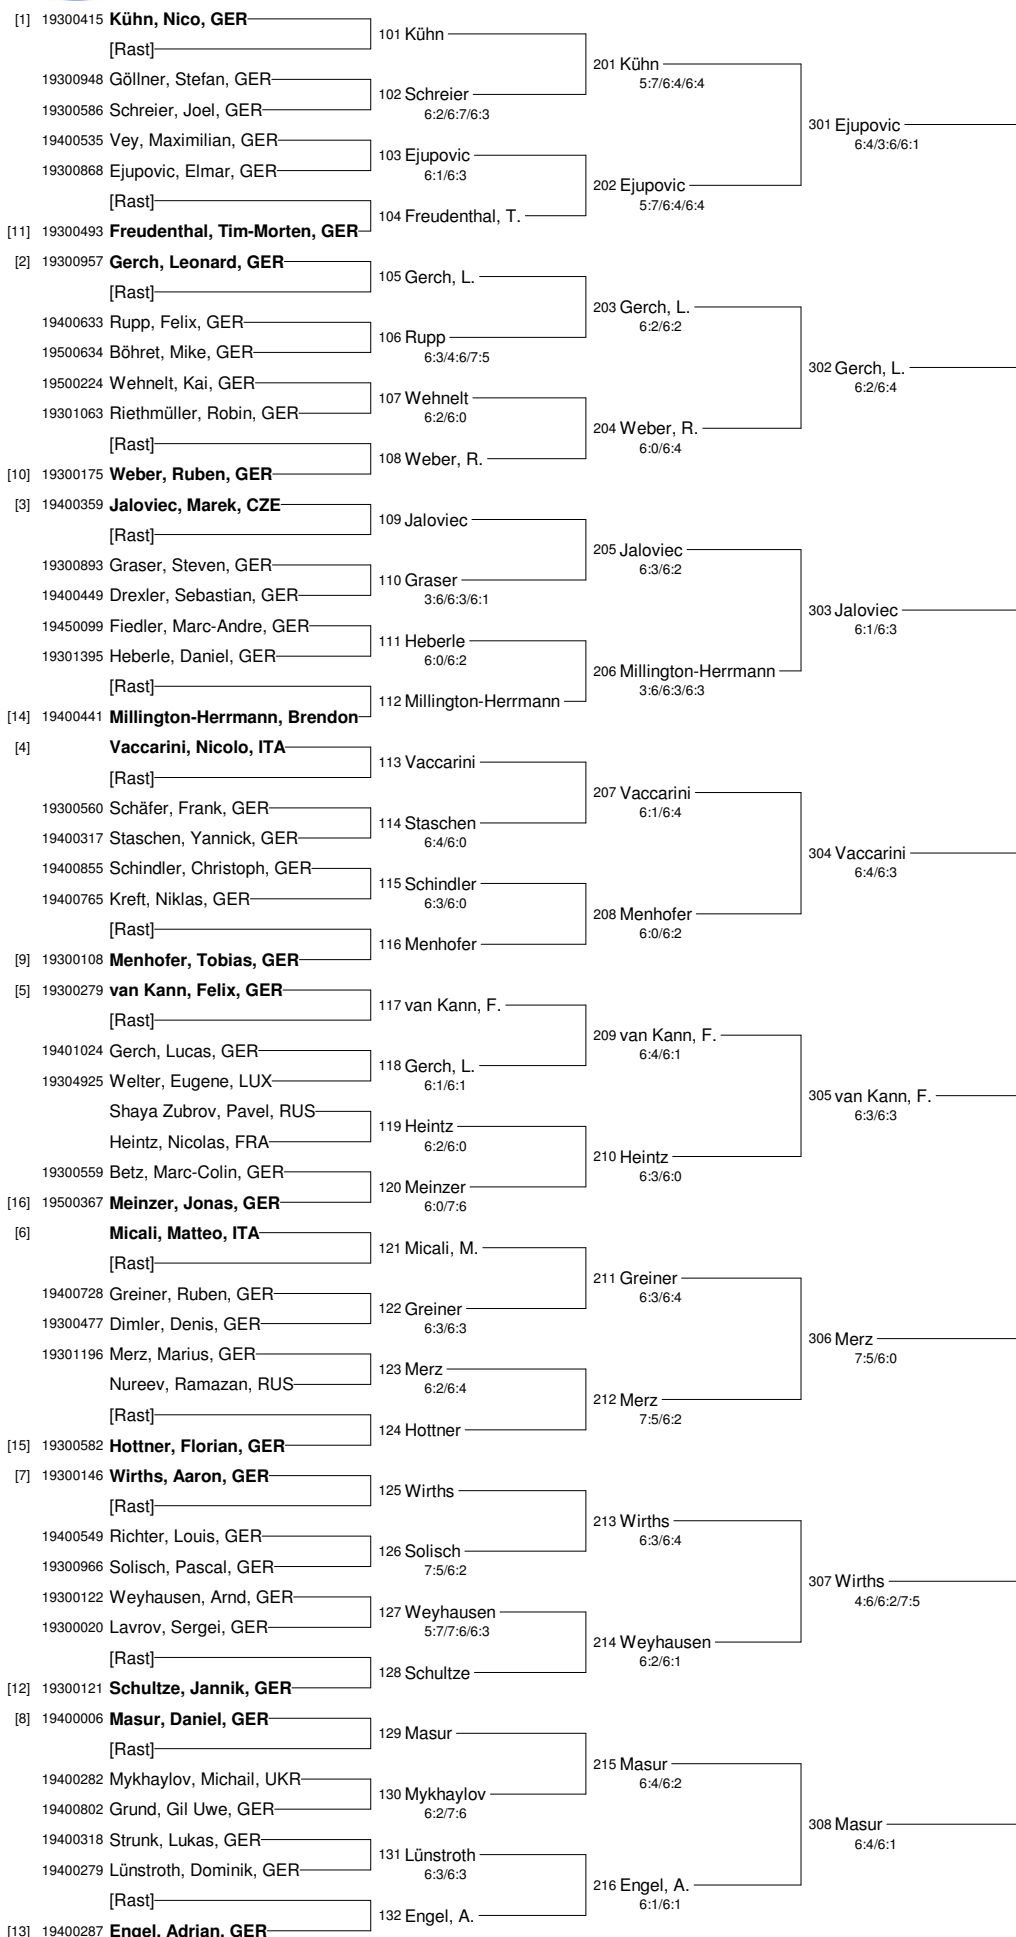 [1] 19300415 Kühn, Nico, GER
[Rast]
101 Kühn
19300948 Göllner, Stefan, GER
19300586 Schreier, Joel, GER
102 Schreier
6:2/6:7/6:3
201 Kühn
5:7/6:4/6:4
19400535 Vey, Maximilian, GER
19300868 Ejupovic, Elmar, GER
103 Ejupovic
6:1/6:3
[Rast]
[11] 19300493 Freudenthal, Tim-Morten, GER
104 Freudenthal, T.
202 Ejupovic
5:7/6:4/6:4
301 Ejupovic
6:4/3:6/6:1
[2] 19300957 Gerch, Leonard, GER
[Rast]
105 Gerch, L.
19400633 Rupp, Felix, GER
19500634 Böhret, Mike, GER
106 Rupp
6:3/4:6/7:5
203 Gerch, L.
6:2/6:2
19500224 Wehnelt, Kai, GER
19301063 Riethmüller, Robin, GER
107 Wehnelt
6:2/6:0
[Rast]
[10] 19300175 Weber, Ruben, GER
108 Weber, R.
204 Weber, R.
6:0/6:4
302 Gerch, L.
6:2/6:4
[3] 19400359 Jaloviec, Marek, CZE
[Rast]
109 Jaloviec
19300893 Graser, Steven, GER
19400449 Drexler, Sebastian, GER
110 Graser
3:6/6:3/6:1
205 Jaloviec
6:3/6:2
19450099 Fiedler, Marc-Andre, GER
19301395 Heberle, Daniel, GER
111 Heberle
6:0/6:2
[Rast]
[14] 19400441 Millington-Herrmann, Brendon
112 Millington-Herrmann
206 Millington-Herrmann
3:6/6:3/6:3
303 Jaloviec
6:1/6:3
[4] Vaccarini, Nicolo, ITA
[Rast]
113 Vaccarini
19300560 Schäfer, Frank, GER
19400317 Staschen, Yannick, GER
114 Staschen
6:4/6:0
207 Vaccarini
6:1/6:4
19400855 Schindler, Christoph, GER
19400765 Kreft, Niklas, GER
115 Schindler
6:3/6:0
[Rast]
[9] 19300108 Menhofer, Tobias, GER
116 Menhofer
208 Menhofer
6:0/6:2
304 Vaccarini
6:4/6:3
[5] 19300279 van Kann, Felix, GER
[Rast]
117 van Kann, F.
19401024 Gerch, Lucas, GER
19304925 Welter, Eugene, LUX
118 Gerch, L.
6:1/6:1
209 van Kann, F.
6:4/6:1
Shaya Zubrov, Pavel, RUS
Heintz, Nicolas, FRA
119 Heintz
6:2/6:0
19300559 Betz, Marc-Colin, GER
[16] 19500367 Meinzer, Jonas, GER
120 Meinzer
6:0/7:6
210 Heintz
6:3/6:0
305 van Kann, F.
6:3/6:3
[6] Micali, Matteo, ITA
[Rast]
121 Micali, M.
19400728 Greiner, Ruben, GER
19300477 Dimler, Denis, GER
122 Greiner
6:3/6:3
211 Greiner
6:3/6:4
19301196 Merz, Marius, GER
Nureev, Ramazan, RUS
123 Merz
6:2/6:4
[Rast]
[15] 19300582 Hottner, Florian, GER
124 Hottner
212 Merz
7:5/6:2
306 Merz
7:5/6:0
[7] 19300146 Wirths, Aaron, GER
[Rast]
125 Wirths
19400549 Richter, Louis, GER
19300966 Solisch, Pascal, GER
126 Solisch
7:5/6:2
213 Wirths
6:3/6:4
19300122 Weyhausen, Arnd, GER
19300020 Lavrov, Sergei, GER
127 Weyhausen
5:7/7:6/6:3
[Rast]
[12] 19300121 Schultze, Jannik, GER
128 Schultze
214 Weyhausen
6:2/6:1
307 Wirths
4:6/6:2/7:5
[8] 19400006 Masur, Daniel, GER
[Rast]
129 Masur
19400282 Mykhaylov, Michail, UKR
19400802 Grund, Gil Uwe, GER
130 Mykhaylov
6:2/7:6
215 Masur
6:4/6:2
19400318 Strunk, Lukas, GER
19400279 Lünstroth, Dominik, GER
131 Lünstroth
6:3/6:3
[Rast]
[13] 19400287 Engel, Adrian, GER
132 Engel, A.
216 Engel, A.
6:1/6:1
308 Masur
6:4/6:1